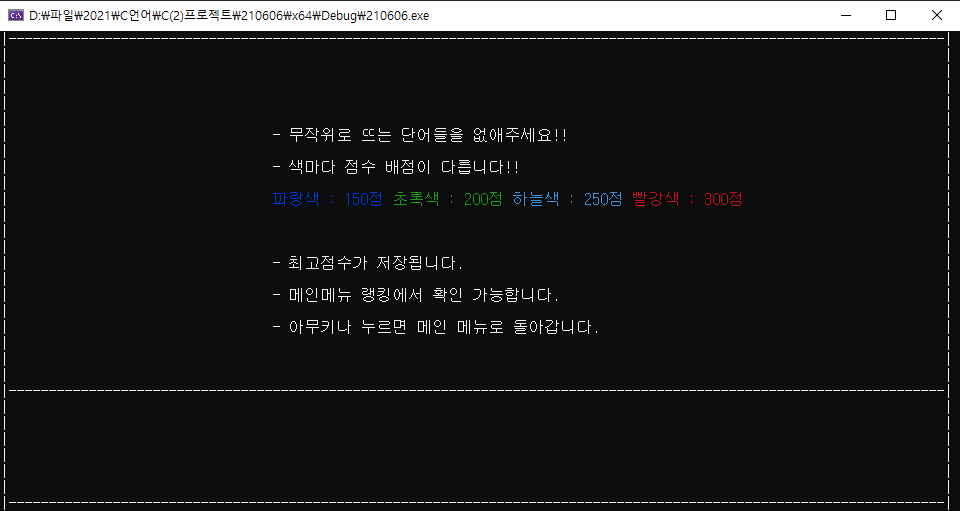 D:₩파일₩2021₩C언어₩C(2)프로젝트₩210606₩x64₩Debug₩210606.exe
- 무작위로 뜨는 단어들을 없애주세요!!
- 색마다 점수 배점이 다릅니다!!
파랑색 : 150점 초록색 : 200점 하늘색 : 250점 빨강색 : 300점
- 최고점수가 저장됩니다.
- 메인메뉴 랭킹에서 확인 가능합니다.
- 아무키나 누르면 메인 메뉴로 돌아갑니다.